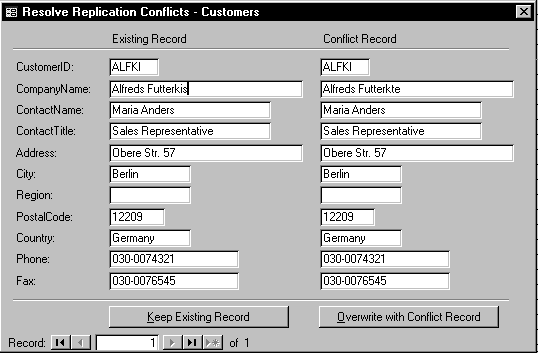 Resolve Replication Conflicts - Customers
Existing Record Conflict Record
CustomerID: ALFKI ALFKI
CompanyName: Alfreds Futterkis Alfreds Futterkte
ContactName: Maria Anders Maria Anders
ContactTitle: Sales Representative Sales Representative
Address: Obere Str. 57 Obere Str. 57
City: Berlin Berlin
Region:
PostalCode: 12209 12209
Country: Germany Germany
Phone: 030-0074321 030-0074321
Fax: 030-0076545 030-0076545
Keep Existing Record Overwrite with Conflict Record
Record: 1 of 1